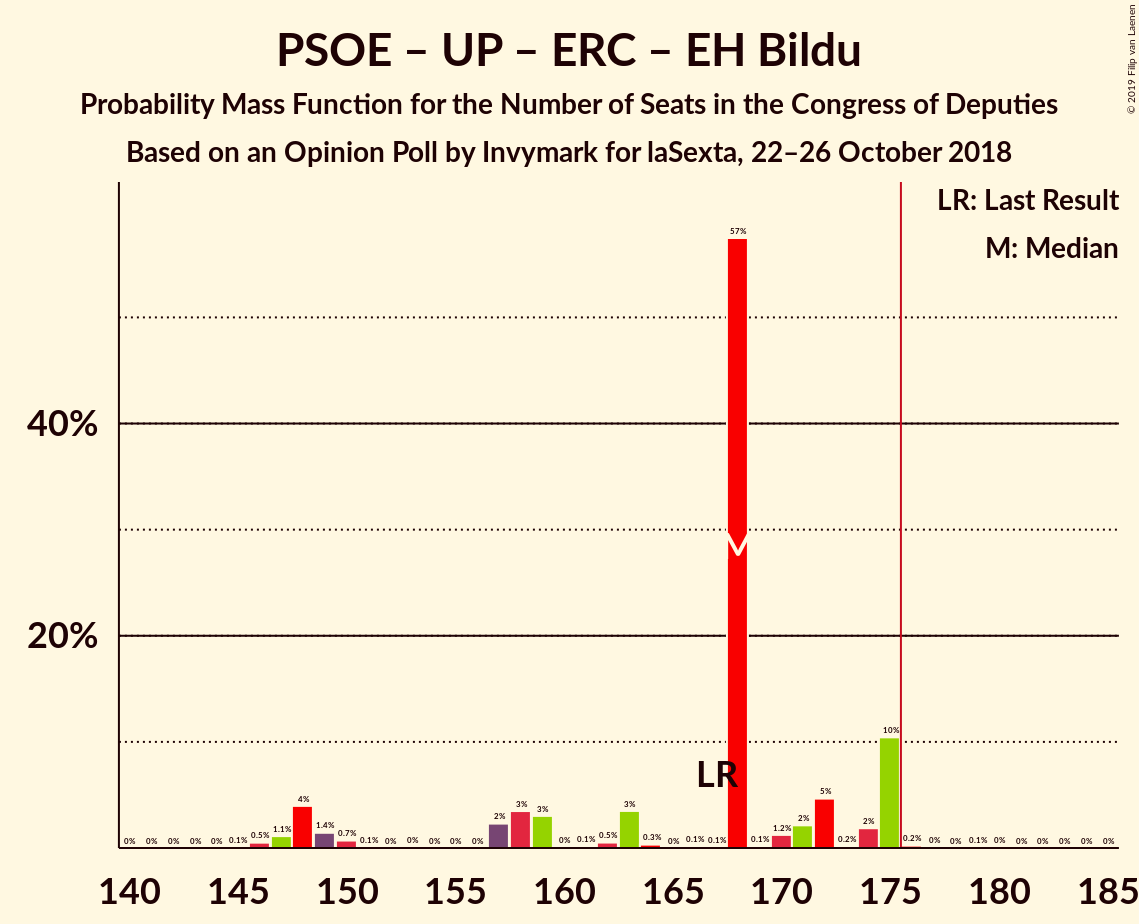 PSOE – UP – ERC – EH Bildu
Probability Mass Function for the Number of Seats in the Congress of Deputies
Based on an Opinion Poll by Invymark for laSexta, 22–26 October 2018
© 2019 Filip van Laenen
LR: Last Result
M: Median
57%
40%
20%
10%
LR
0% 0% 0% 0% 0% 0.1% 0.5% 1.1% 4% 1.4% 0.7% 0.1% 0% 0% 0% 0% 0% 2% 3% 3% 0% 0.1% 0.5% 3% 0.3% 0% 0.1% 0.1% 0.1% 1.2% 2% 5% 0.2% 2% 0.2% 0% 0% 0.1% 0% 0% 0% 0% 0% 0%
140 145 150 155 160 165 170 175 180 185